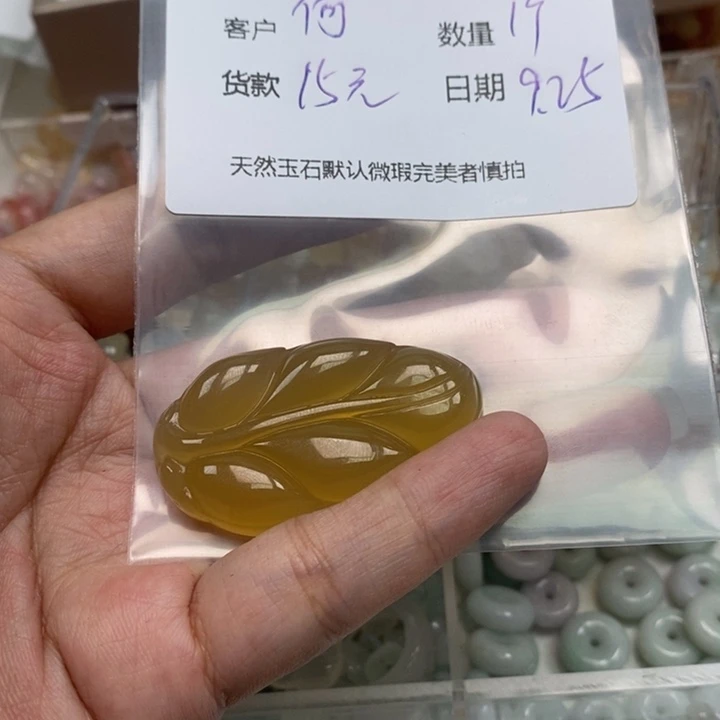 客户 何 数量 1个
货款 15元 日期 9.25
天然玉石默认微瑕完美者慎拍